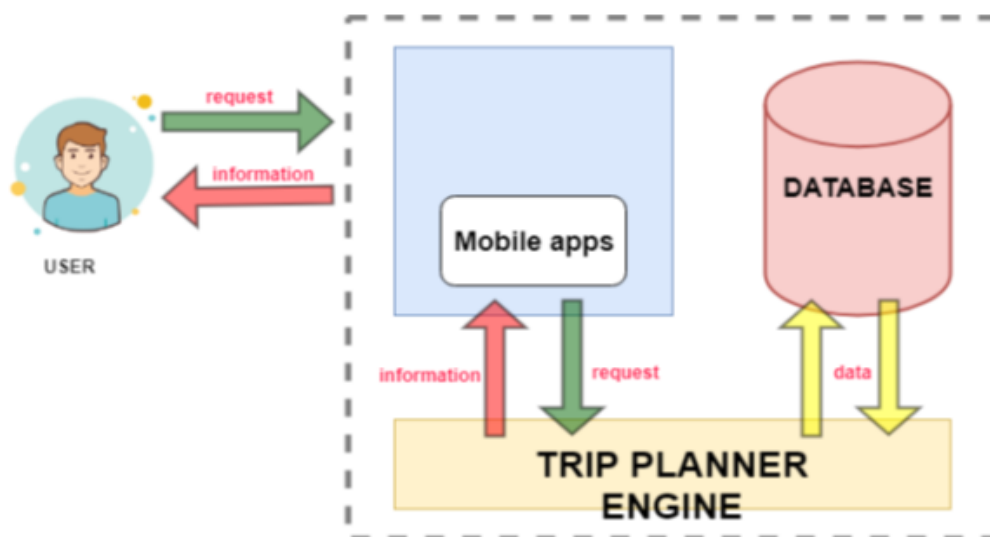 request
information
USER
Mobile apps
DATABASE
information
request
data
TRIP PLANNER
ENGINE